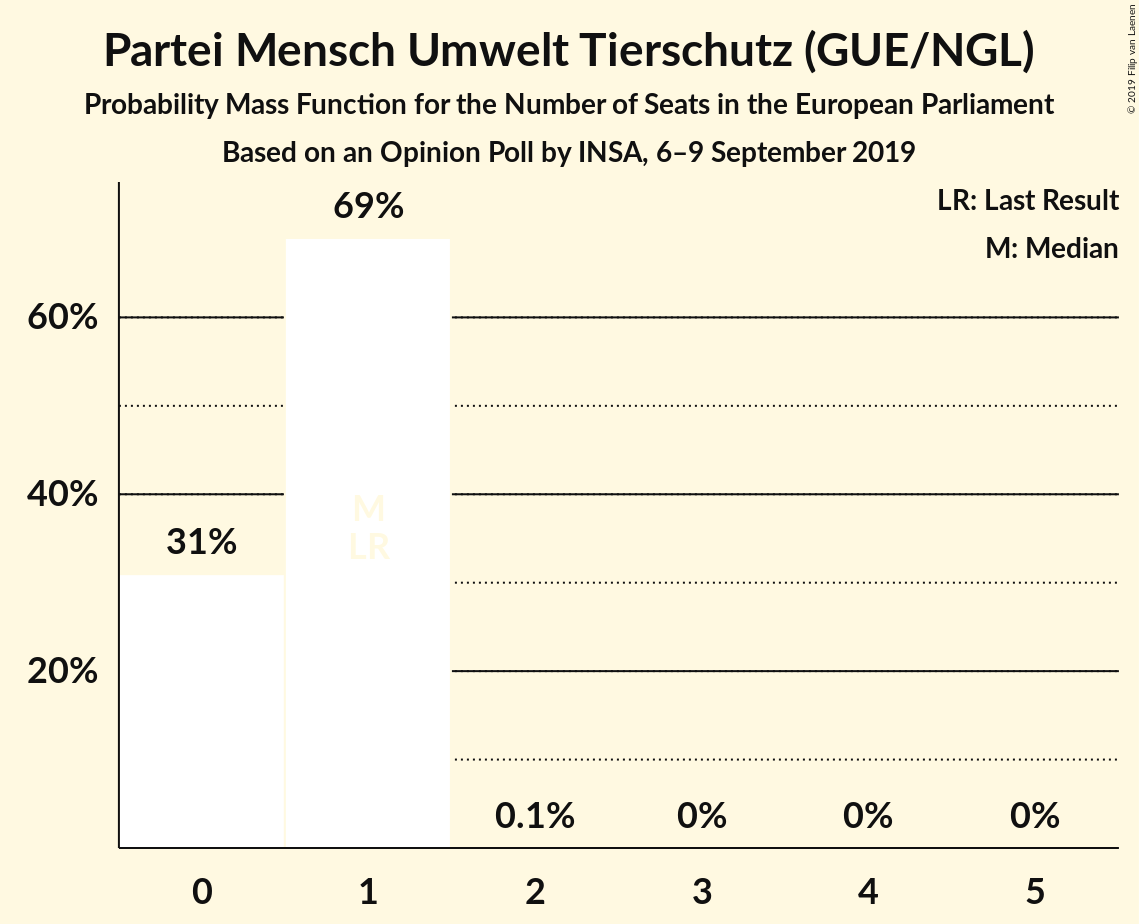 Partei Mensch Umwelt Tierschutz (GUE/NGL)
Probability Mass Function for the Number of Seats in the European Parliament
Based on an Opinion Poll by INSA, 6–9 September 2019
© 2019 Filip van Laenen
LR: Last Result
M: Median
69%
60%
40%
M
LR
31%
20%
0.1%
0%
0%
0%
0
1
2
3
4
5